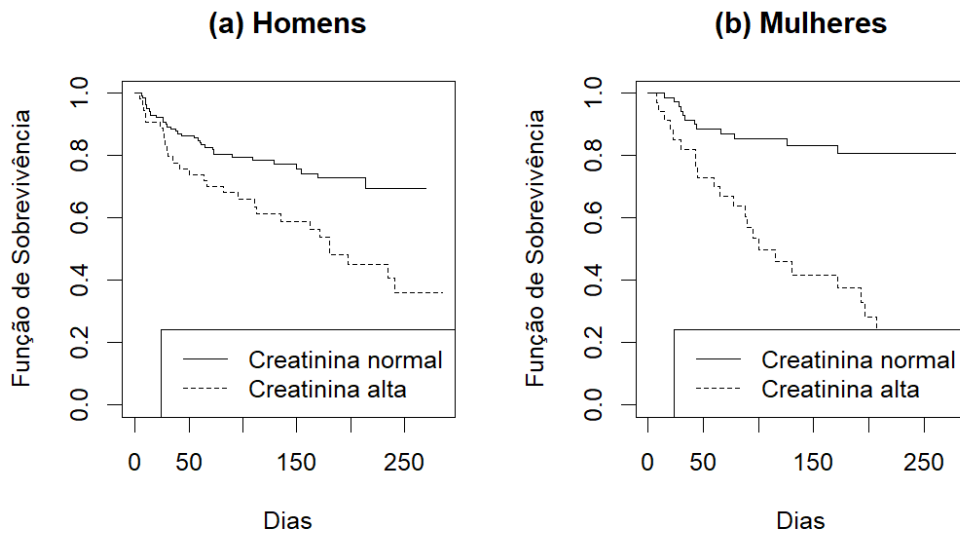 (a) Homens
Função de Sobrevivência
1.0
0.8
0.6
0.4
0.2
0.0
Creatinina normal
Creatinina alta
0 50 150 250
Dias
(b) Mulheres
Função de Sobrevivência
1.0
0.8
0.6
0.4
0.2
0.0
Creatinina normal
Creatinina alta
0 50 150 250
Dias